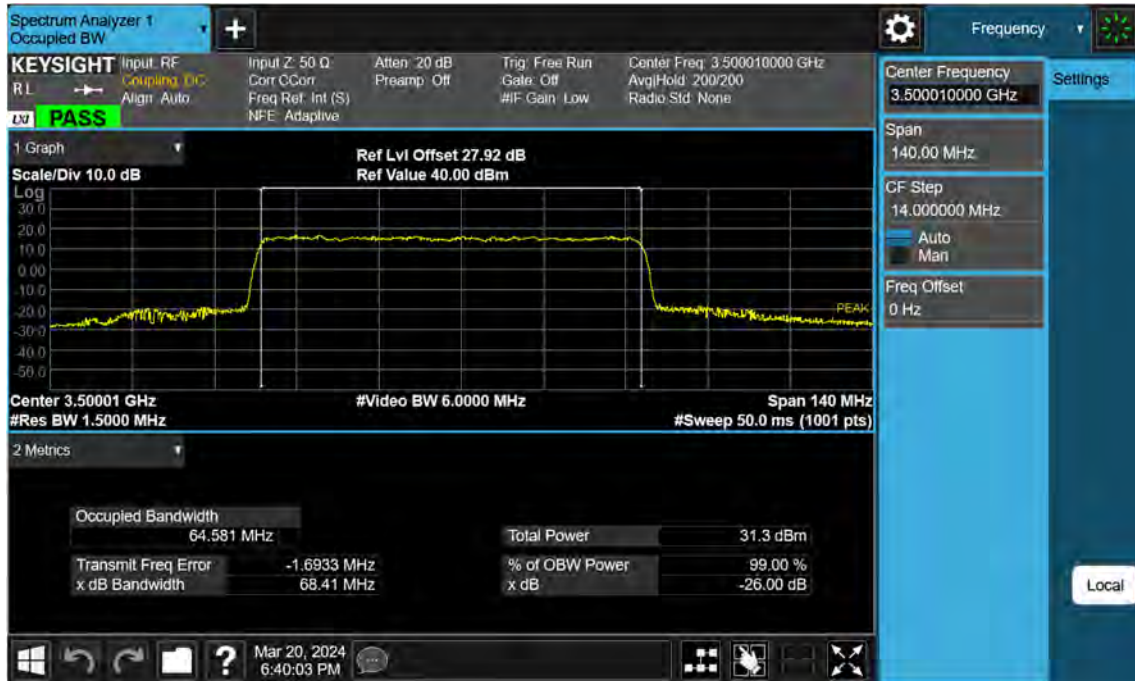 Spectrum Analyzer 1
Occupied BW
+
Frequency
KEYSIGHT Input: RF Input Z: 50 Ω Atten: 20 dB Trig: Free Run Center Freq: 3.500010000 GHz
RL Coupling: DC Corr CCorr Preamp: Off Gate: Off Avg|Hold: 200/200
Align: Auto Freq Ref: Int (S) #IF Gain: Low Radio Std: None
LXI PASS NFE: Adaptive
1 Graph
Ref Lvl Offset 27.92 dB
Scale/Div 10.0 dB Ref Value 40.00 dBm
Log
30.0
20.0
10.0
0.00
-10.0
-20.0 PEAK
-30.0
-40.0
-50.0
Center 3.50001 GHz #Video BW 6.0000 MHz Span 140 MHz
#Res BW 1.5000 MHz #Sweep 50.0 ms (1001 pts)
2 Metrics
Occupied Bandwidth
64.581 MHz
Total Power 31.3 dBm
Transmit Freq Error -1.6933 MHz % of OBW Power 99.00 %
x dB Bandwidth 68.41 MHz x dB -26.00 dB
Center Frequency
3.500010000 GHz
Settings
Span
140.00 MHz
CF Step
14.000000 MHz
Auto
Man
Freq Offset
0 Hz
Local
? Mar 20, 2024
6:40:03 PM